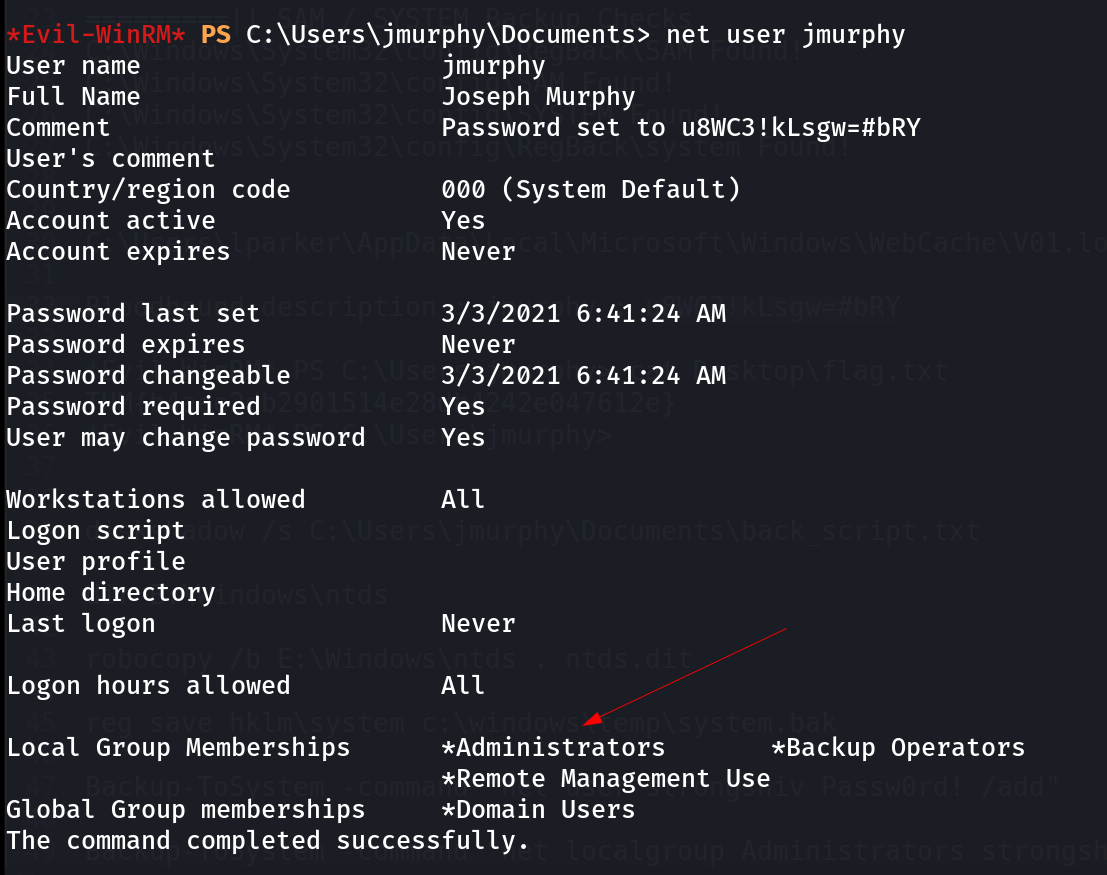 *Evil-WinRM* PS C:\Users\jmurphy\Documents> net user jmurphy
User name                    jmurphy
Full Name                    Joseph Murphy
Comment                      Password set to u8WC3!kLsgw=#bRY
User's comment
Country/region code          000 (System Default)
Account active               Yes
Account expires              Never

Password last set            3/3/2021 6:41:24 AM
Password expires             Never
Password changeable          3/3/2021 6:41:24 AM
Password required            Yes
User may change password     Yes

Workstations allowed         All
Logon script
User profile
Home directory
Last logon                   Never

Logon hours allowed          All

Local Group Memberships      *Administrators       *Backup Operators
                             *Remote Management Use
Global Group memberships     *Domain Users
The command completed successfully.